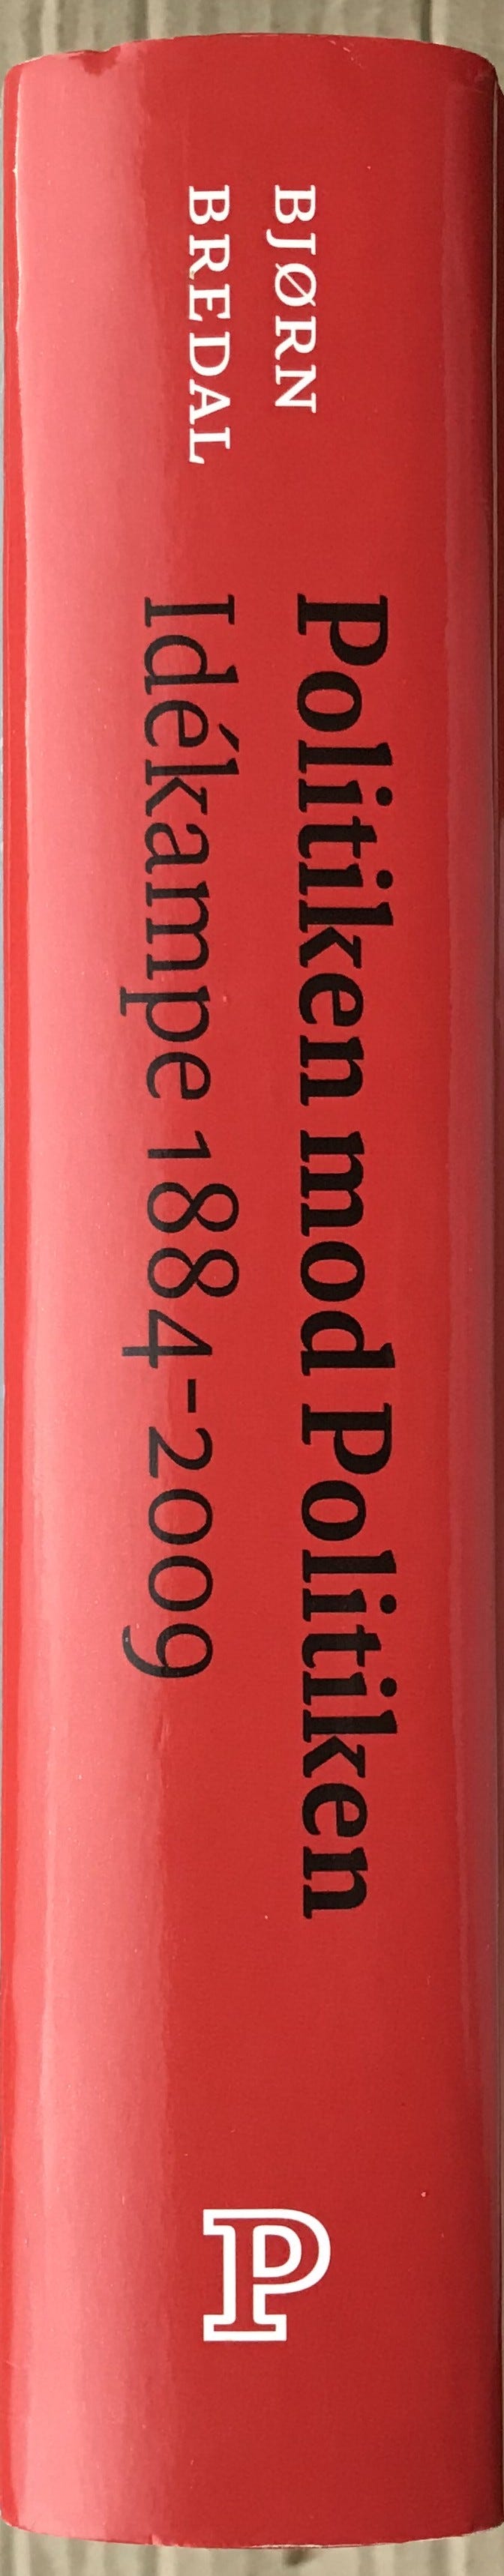 BJØRN
BREDAL
Politiken mod Politiken
Idékampe 1884-2009
P